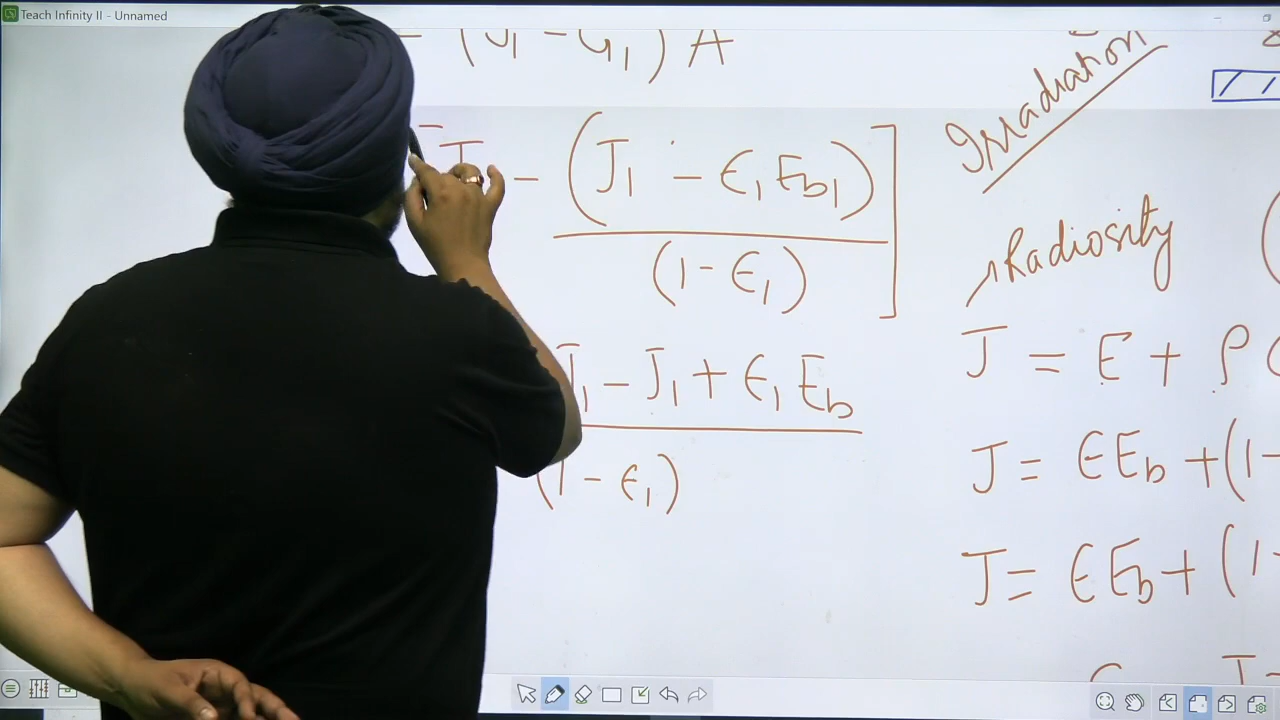 Teach Infinity II - Unnamed
- (J₁ - G₁) A
J - (J₁ - ϵ₁ E_b₁) ]
(1 - ϵ₁)
J₁ - J₁ + ϵ₁ E_b
(1 - ϵ₁)
Irradiation
Radiosity
J = E + ρ
J = ϵ E_b + (1 -
J = ϵ E_b + (1 -